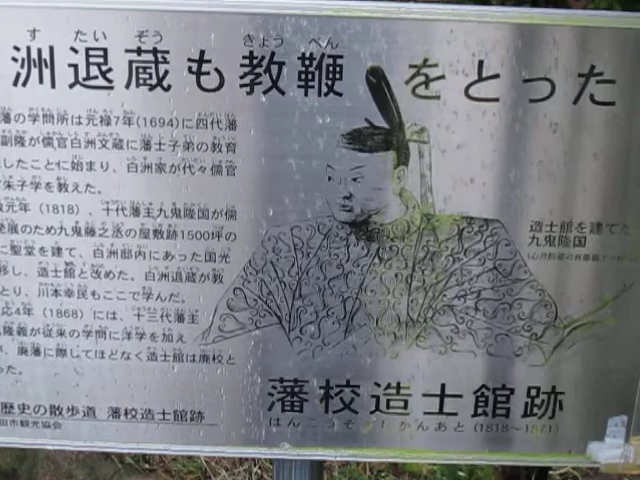 洲退蔵も教鞭をとった
す たいぞう きょうべん
藩の学問所は元禄7年(1694)に四代藩
副隆が儒官白洲文蔵に藩士子弟の教育
したことに始まり、白洲家が代々儒官
朱子学を教えた。
元年(1818)、十代藩主九鬼隆国が儒
発展のため九鬼藤之丞の屋敷跡1500坪の
に聖堂を建て、白洲邸内にあった国光
移し、造士館と改めた。白洲退蔵が教
とり、川本幸民もここで学んだ。
応4年(1868)には、十三代藩主
隆義が従来の学問に洋学を加え
、廃藩に際してほどなく造士館は廃校と
った。
造士館を建てた
九鬼隆国
藩校造士館跡
はんこうぞうしかんあと(1818~1871)
歴史の散歩道 藩校造士館跡
田市観光協会